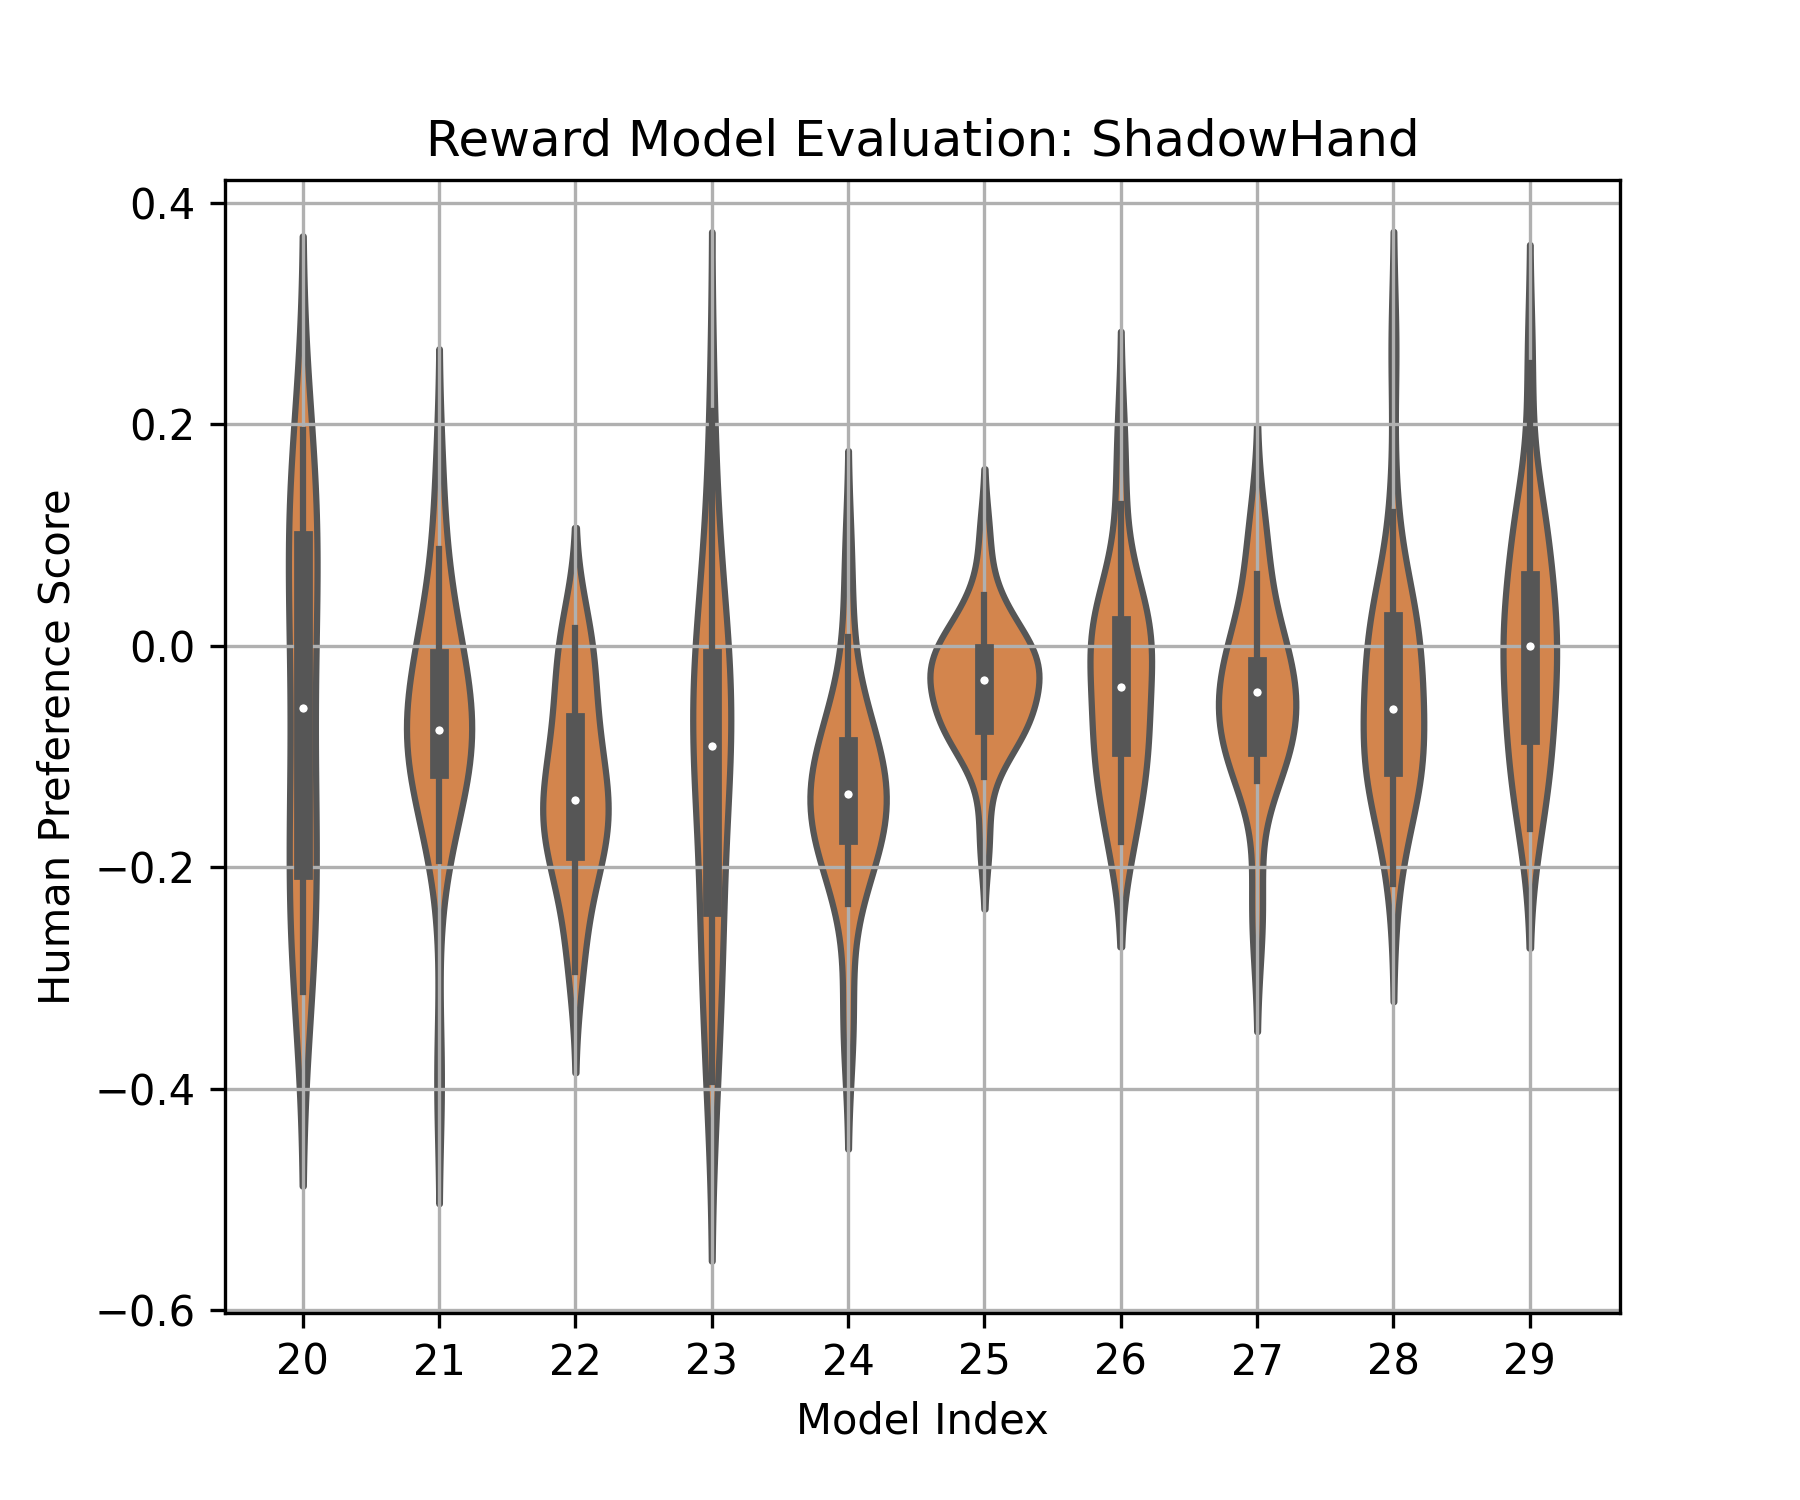 Reward Model Evaluation: ShadowHand
Human Preference Score
0.4
0.2
0.0
−0.2
−0.4
−0.6
20 21 22 23 24 25 26 27 28 29
Model Index